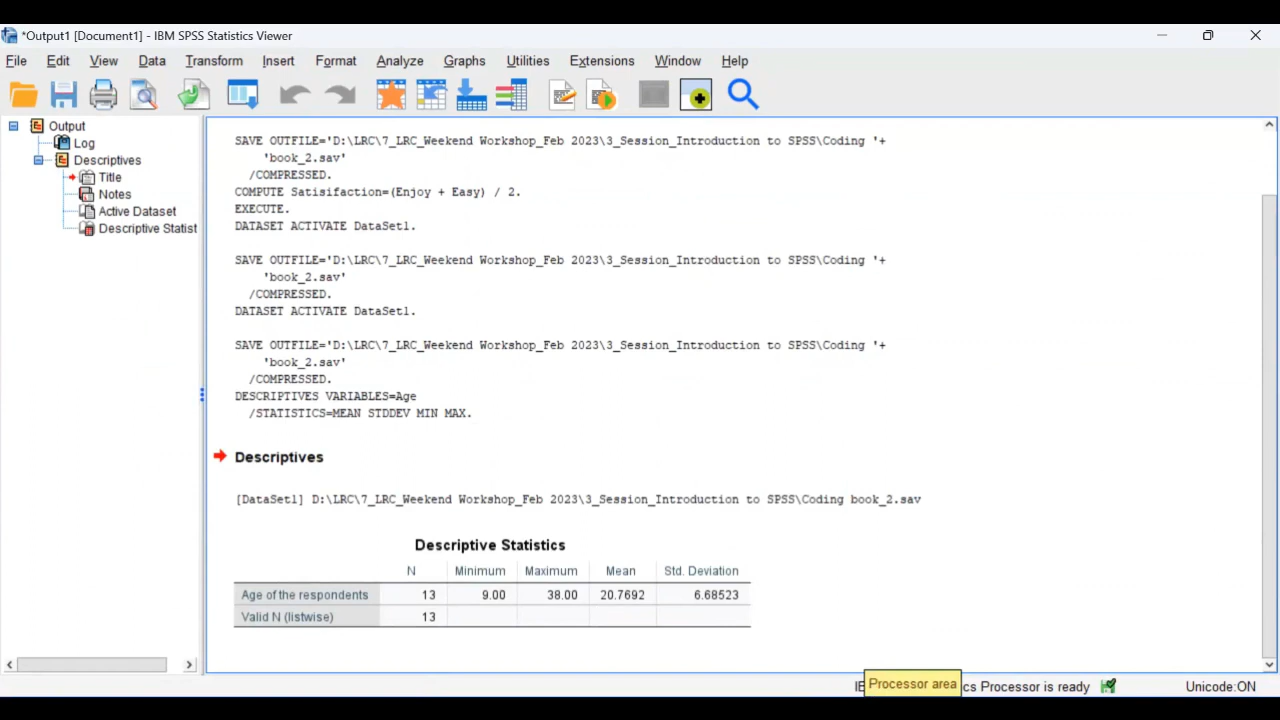 *Output1 [Document1] - IBM SPSS Statistics Viewer
File Edit View Data Transform Insert Format Analyze Graphs Utilities Extensions Window Help
Output
Log
Descriptives
Title
Notes
Active Dataset
Descriptive Statist
SAVE OUTFILE='D:\LRC\7_LRC_Weekend Workshop_Feb 2023\3_Session_Introduction to SPSS\Coding '+
'book_2.sav'
/COMPRESSED.
COMPUTE Satisifaction=(Enjoy + Easy) / 2.
EXECUTE.
DATASET ACTIVATE DataSet1.
SAVE OUTFILE='D:\LRC\7_LRC_Weekend Workshop_Feb 2023\3_Session_Introduction to SPSS\Coding '+
'book_2.sav'
/COMPRESSED.
DATASET ACTIVATE DataSet1.
SAVE OUTFILE='D:\LRC\7_LRC_Weekend Workshop_Feb 2023\3_Session_Introduction to SPSS\Coding '+
'book_2.sav'
/COMPRESSED.
DESCRIPTIVES VARIABLES=Age
/STATISTICS=MEAN STDDEV MIN MAX.
Descriptives
[DataSet1] D:\LRC\7_LRC_Weekend Workshop_Feb 2023\3_Session_Introduction to SPSS\Coding book_2.sav
Descriptive Statistics
N Minimum Maximum Mean Std. Deviation
Age of the respondents 13 9.00 38.00 20.7692 6.68523
Valid N (listwise) 13
Processor area
cs Processor is ready Unicode:ON